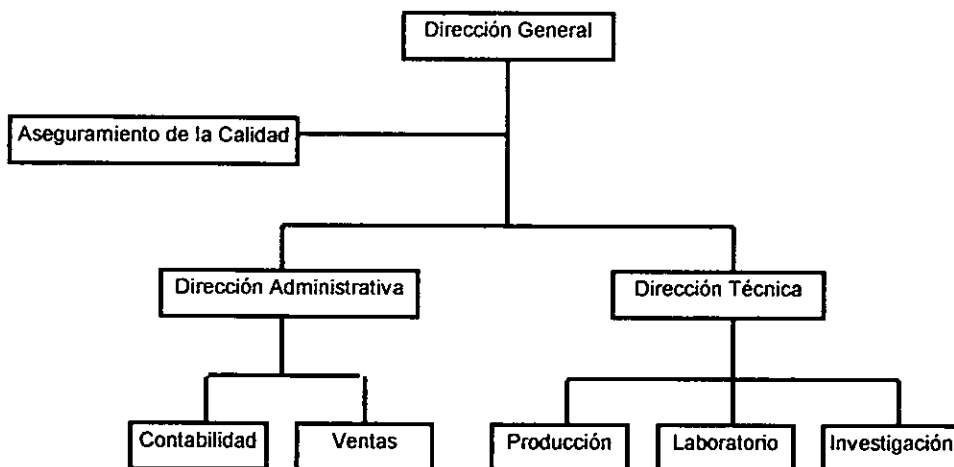 Dirección General
Aseguramiento de la Calidad
Dirección Administrativa
Dirección Técnica
Contabilidad
Ventas
Producción
Laboratorio
Investigación